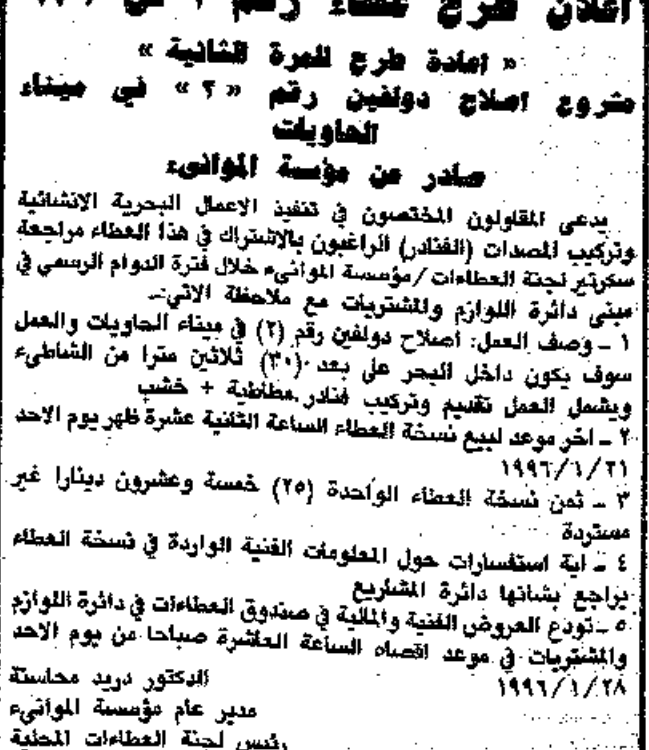 اعلان طرح عطاء رقم
« اعادة طرح للمرة الثانية »
مشروع اصلاح دولفين رقم «٢» في ميناء
الحاويات
صادر عن مؤسسة الموانىء
يدعى المقاولون المختصون في تنفيذ الاعمال البحرية الانشائية
وتركيب المصدات (الفنادر) الراغبون بالاشتراك في هذا العطاء مراجعة
سكرتير لجنة العطاءات/مؤسسة الموانىء خلال فترة الدوام الرسمي في
مبنى دائرة اللوازم والمشتريات مع ملاحظة الاتي:ـ
١ ـ وصف العمل: اصلاح دولفين رقم (٢) في ميناء الحاويات والعمل
سوف يكون داخل البحر على بعد (٣٠) ثلاثين مترا من الشاطىء
ويشمل العمل تقديم وتركيب فنادر مطاطية + خشب
٢ ـ اخر موعد لبيع نسخة العطاء الساعة الثانية عشرة ظهر يوم الاحد
١٩٩٦/١/٢١
٣ ـ ثمن نسخة العطاء الواحدة (٢٥) خمسة وعشرون دينارا غير
مستردة
٤ ـ اية استفسارات حول المعلومات الفنية الواردة في نسخة العطاء
يراجع بشانها دائرة المشاريع
٥ ـ تودع العروض الفنية والمالية في صندوق العطاءات في دائرة اللوازم
والمشتريات في موعد اقصاه الساعة العاشرة صباحا من يوم الاحد
١٩٩٦/١/٢٨
الدكتور دريد محاسنة
مدير عام مؤسسة الموانىء
رئيس لجنة العطاءات المحلية